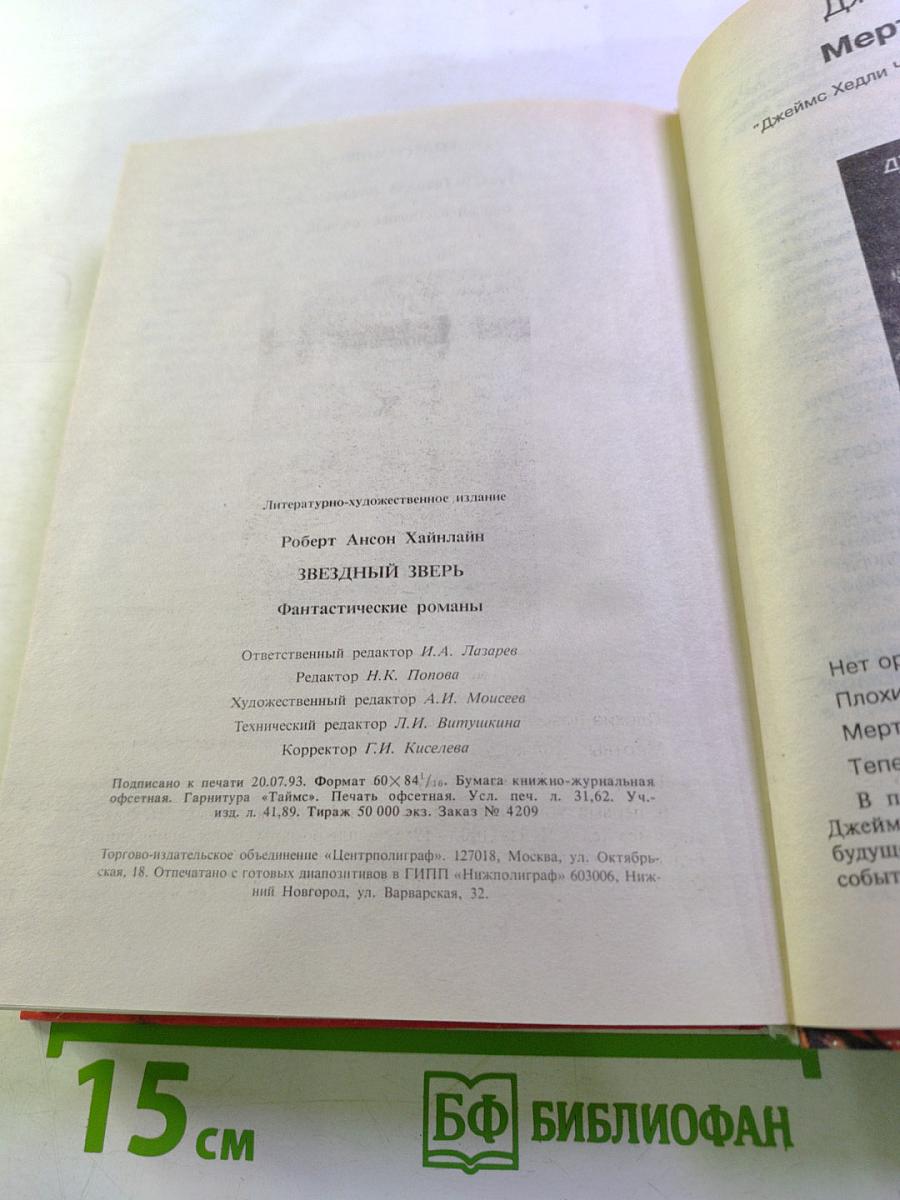 Литературно-художественное издание
Роберт Ансон Хайнлайн
ЗВЕЗДНЫЙ ЗВЕРЬ
Фантастические романы
Ответственный редактор И.А. Лазарев
Редактор Н.К. Попова
Художественный редактор А.И. Моисеев
Технический редактор Л.И. Витушкина
Корректор Г.И. Киселева
Подписано к печати 20.07.93. Формат 60×84¹/₁₆. Бумага книжно-журнальная
офсетная. Гарнитура «Таймс». Печать офсетная. Усл. печ. л. 31,62. Уч.-
изд. л. 41,89. Тираж 50 000 экз. Заказ № 4209
Торгово-издательское объединение «Центрполиграф». 127018, Москва, ул. Октябрь-
ская, 18. Отпечатано с готовых диапозитивов в ГИПП «Нижполиграф» 603006, Ниж-
ний Новгород, ул. Варварская, 32.
Мерт
"Джеймс Хедли Ч
Нет ор
Плохи
Мерт
Тепе
В п
Джейм
будущ
событ
15 см
БФ БИБЛИОФАН